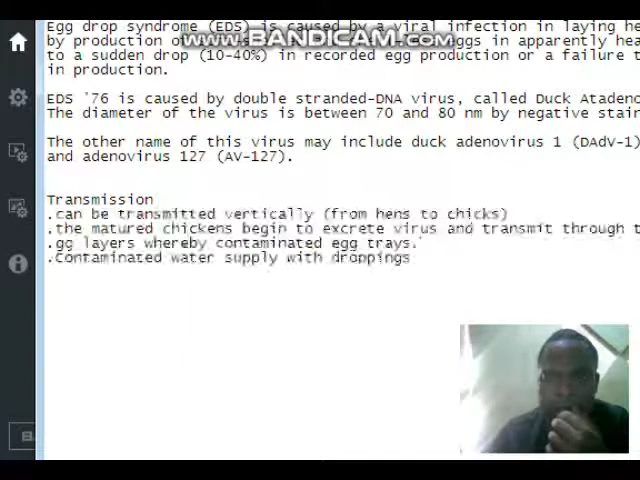 Egg drop syndrome (EDS) is caused by a viral infection in laying he
www.BANDICAM.com
by production of eggs in apparently hea
to a sudden drop (10-40%) in recorded egg production or a failure t
in production.
EDS '76 is caused by double stranded-DNA virus, called Duck Atadeno
The diameter of the virus is between 70 and 80 nm by negative stain
The other name of this virus may include duck adenovirus 1 (DAdV-1)
and adenovirus 127 (AV-127).
Transmission
.can be transmitted vertically (from hens to chicks)
.the matured chickens begin to excrete virus and transmit through t
.gg layers whereby contaminated egg trays.
.Contaminated water supply with droppings